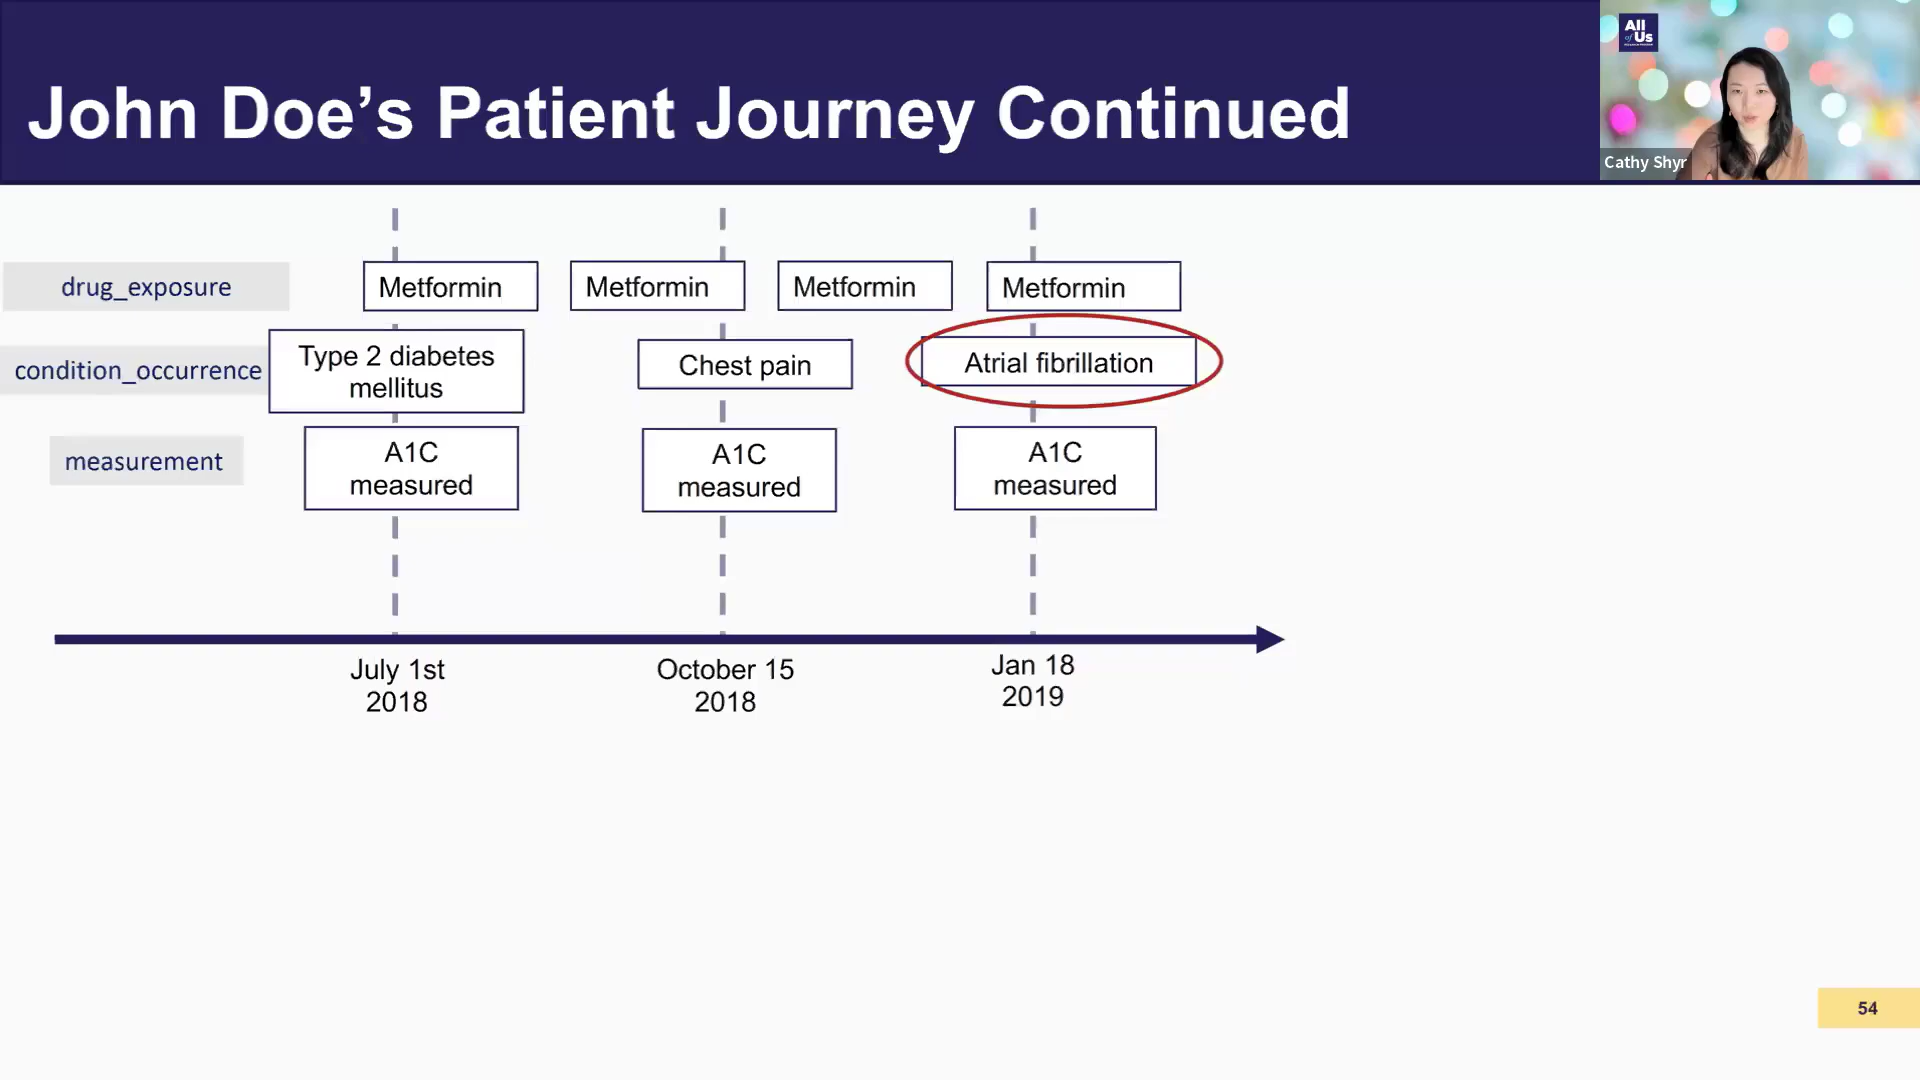 John Doe’s Patient Journey Continued
All
of Us
Cathy Shyr
drug_exposure
Metformin
Metformin
Metformin
Metformin
condition_occurrence
Type 2 diabetes
mellitus
Chest pain
Atrial fibrillation
measurement
A1C
measured
A1C
measured
A1C
measured
July 1st
2018
October 15
2018
Jan 18
2019
54